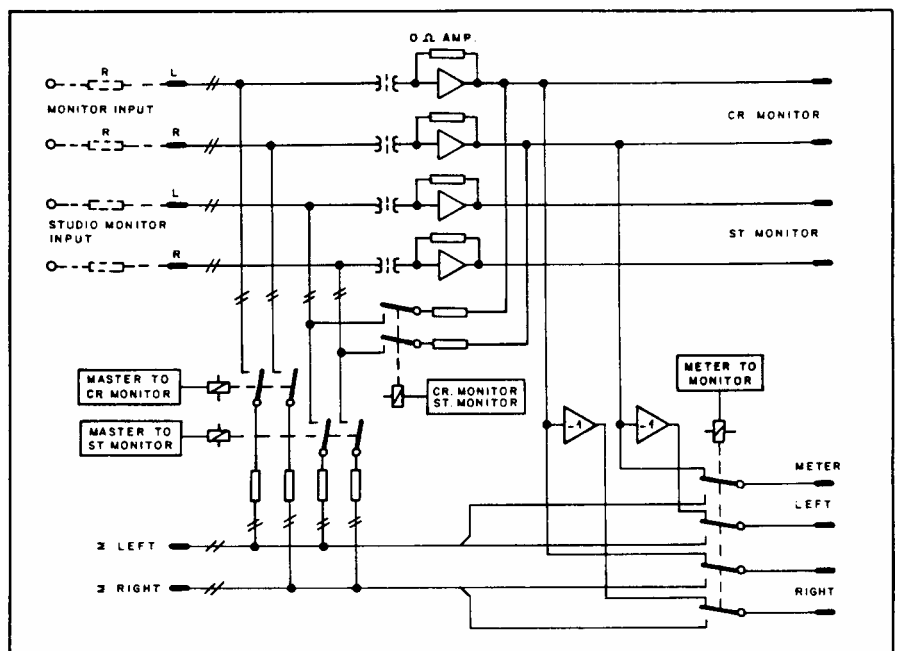 0 Ω AMP.
R L
MONITOR INPUT
CR MONITOR
R R
L
STUDIO MONITOR
INPUT
ST MONITOR
R
MASTER TO
CR MONITOR
CR. MONITOR
ST. MONITOR
METER TO
MONITOR
MASTER TO
ST MONITOR
-1
-1
METER
LEFT
Σ LEFT
RIGHT
Σ RIGHT